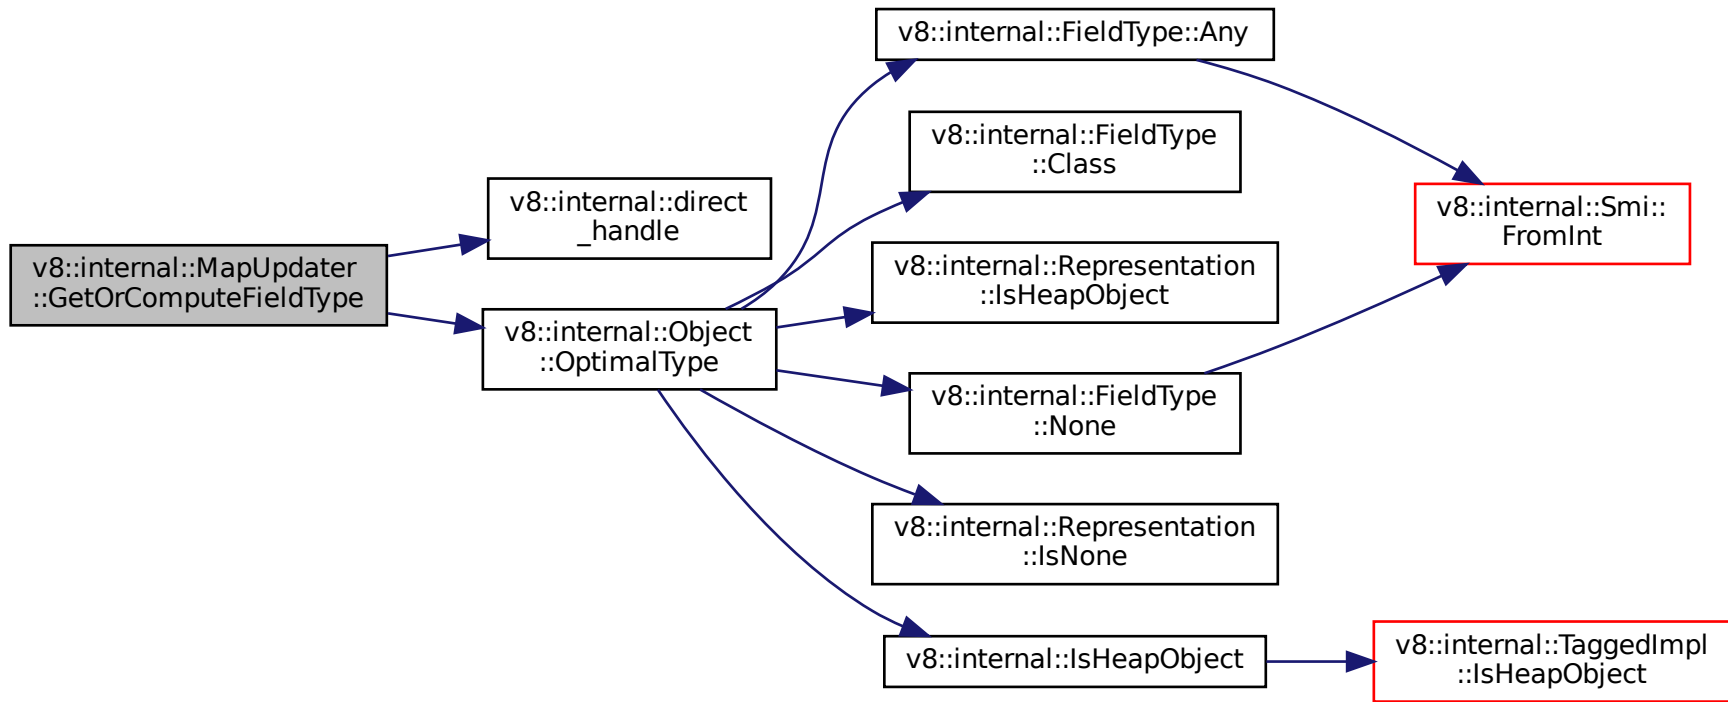 v8::internal::MapUpdater
::GetOrComputeFieldType
v8::internal::direct
_handle
v8::internal::Object
::OptimalType
v8::internal::FieldType::Any
v8::internal::FieldType
::Class
v8::internal::Representation
::IsHeapObject
v8::internal::FieldType
::None
v8::internal::Representation
::IsNone
v8::internal::IsHeapObject
v8::internal::Smi::
FromInt
v8::internal::TaggedImpl
::IsHeapObject